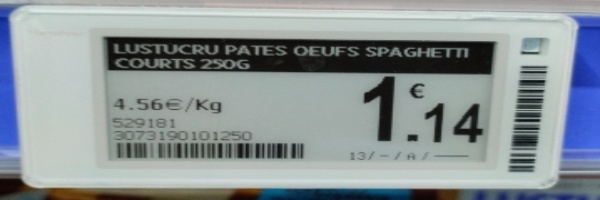 LUSTUCRU PATES OEUFS SPAGHETTI
COURTS 250G
4.56€/Kg
1.14 €
529181
3073190101250
13/-/A/